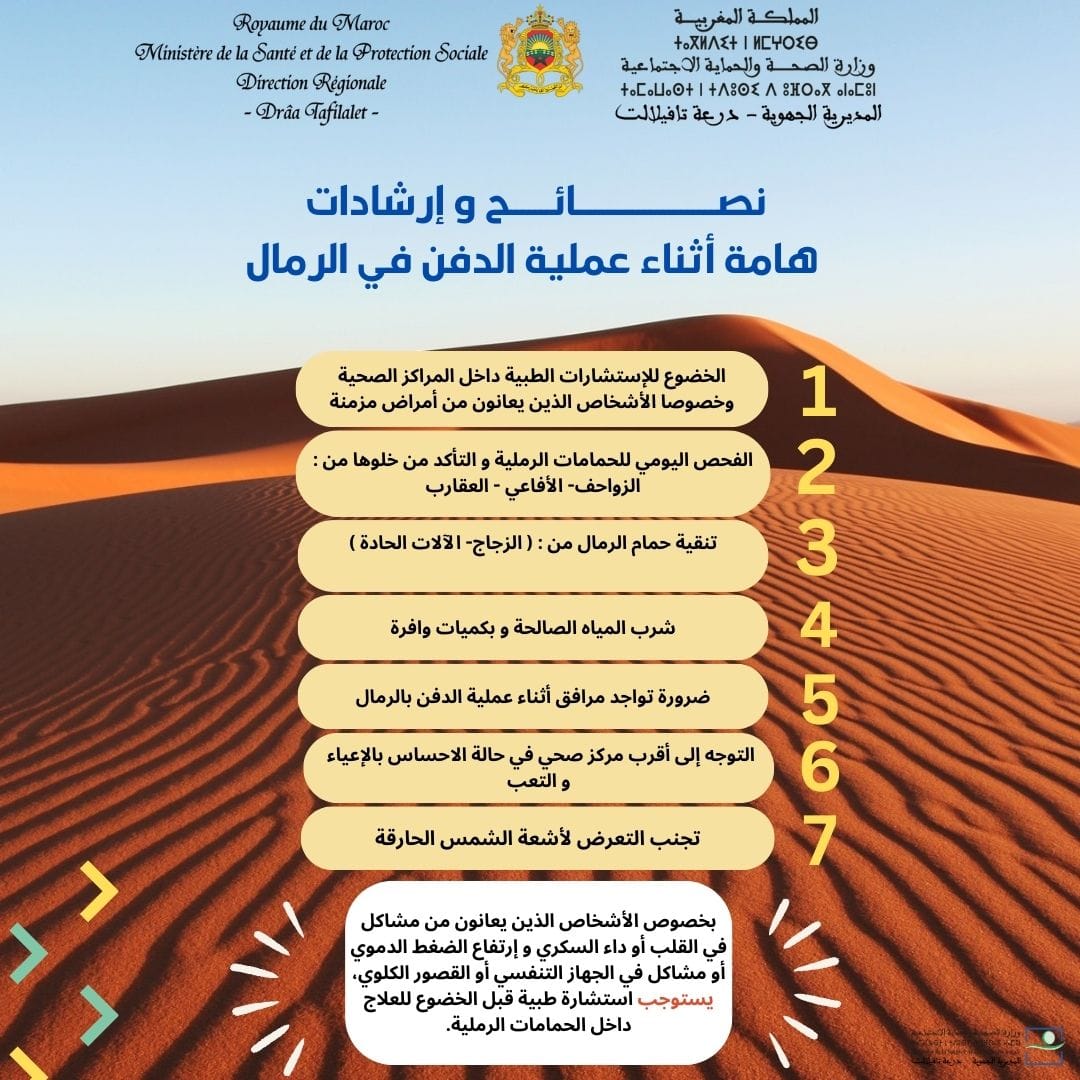 Royaume du Maroc
Ministère de la Santé et de la Protection Sociale
Direction Régionale
- Drâa Tafilalet -
المملكة المغربية
ⵜⴰⴳⵍⴷⵉⵜ ⵏ ⵍⵎⵖⵔⵉⴱ
وزارة الصحة والحماية الاجتماعية
ⵜⴰⵎⴰⵡⴰⵙⵜ ⵏ ⵜⴷⵓⵙⵉ ⴷ ⵓⴼⵔⴰⴳ ⴰⵏⴰⵎⵓⵏ
المديرية الجهوية - درعة تافيلالت
نصائح و إرشادات
هامة أثناء عملية الدفن في الرمال
1
الخضوع للإستشارات الطبية داخل المراكز الصحية
وخصوصا الأشخاص الذين يعانون من أمراض مزمنة
2
الفحص اليومي للحمامات الرملية و التأكد من خلوها من :
الزواحف- الأفاعي - العقارب
3
تنقية حمام الرمال من : ( الزجاج- الآلات الحادة )
4
شرب المياه الصالحة و بكميات وافرة
5
ضرورة تواجد مرافق أثناء عملية الدفن بالرمال
6
التوجه إلى أقرب مركز صحي في حالة الاحساس بالإعياء
و التعب
7
تجنب التعرض لأشعة الشمس الحارقة
بخصوص الأشخاص الذين يعانون من مشاكل
في القلب أو داء السكري و إرتفاع الضغط الدموي
أو مشاكل في الجهاز التنفسي أو القصور الكلوي،
يستوجب استشارة طبية قبل الخضوع للعلاج
داخل الحمامات الرملية.